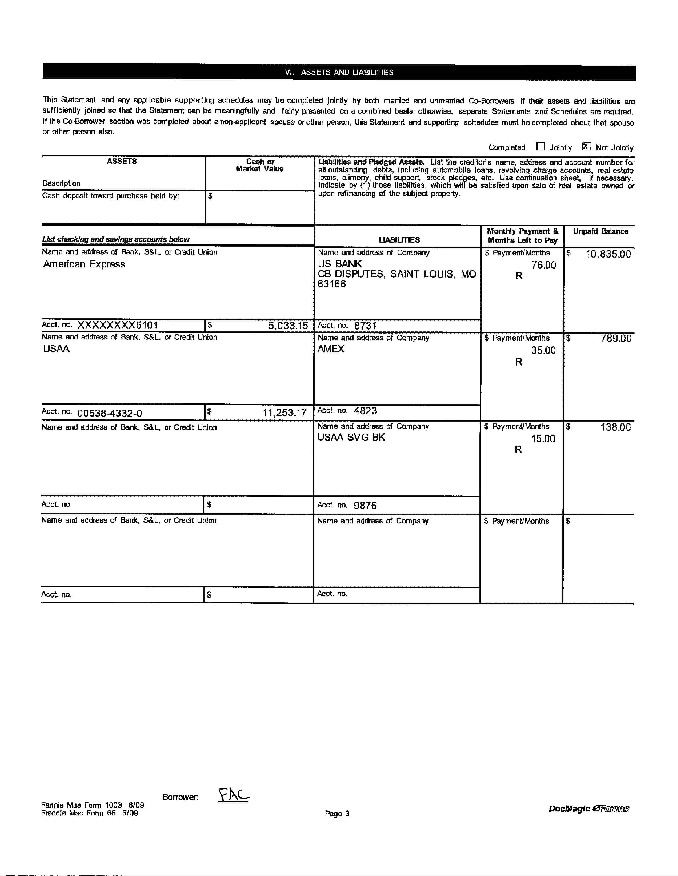 V. ASSETS AND LIABILITIES
This Statement and any applicable supporting schedules may be completed jointly by both married and unmarried Co-Borrowers if their assets and liabilities are
sufficiently joined so that the Statement can be meaningfully and fairly presented on a combined basis; otherwise, separate Statements and Schedules are required.
If the Co-Borrower section was completed about a non-applicant spouse or other person, this Statement and supporting schedules must be completed about that spouse
or other person also.
Completed Jointly Not Jointly
ASSETS
Description
Cash or
Market Value
Liabilities and Pledged Assets. List the creditor's name, address and account number for
all outstanding debts, including automobile loans, revolving charge accounts, real estate
loans, alimony, child support, stock pledges, etc. Use continuation sheet, if necessary.
Indicate by (*) those liabilities, which will be satisfied upon sale of real estate owned or
upon refinancing of the subject property.
Cash deposit toward purchase held by: $
List checking and savings accounts below
LIABILITIES
Monthly Payment &
Months Left to Pay
Unpaid Balance
Name and address of Bank, S&L, or Credit Union
American Express
Name and address of Company
US BANK
CB DISPUTES, SAINT LOUIS, MO
63166
$ Payment/Months
76.00
R
$ 10,835.00
Acct. no. XXXXXXXX6101 $ 5,033.15
Acct. no. 8731
Name and address of Bank, S&L, or Credit Union
USAA
Name and address of Company
AMEX
$ Payment/Months
35.00
R
$ 789.00
Acct. no. 00538-4332-0 $ 11,253.17
Acct. no. 4823
Name and address of Bank, S&L, or Credit Union
Name and address of Company
USAA SVG BK
$ Payment/Months
15.00
R
$ 138.00
Acct. no. $
Acct. no. 9876
Name and address of Bank, S&L, or Credit Union
Name and address of Company
$ Payment/Months
$
Acct. no. $
Acct. no.
Borrower: PAC
Fannie Mae Form 1003 6/09
Freddie Mac Form 65 6/09
Page 3
DocMagic eForms